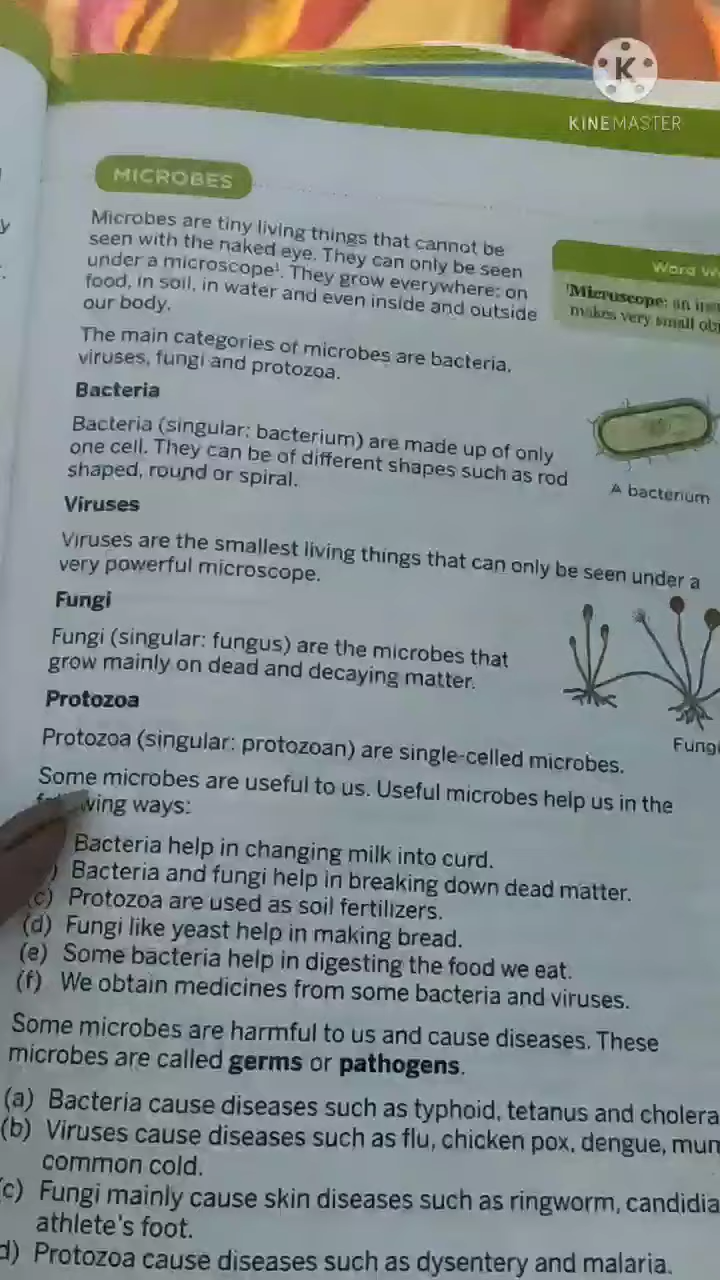 KINEMASTER
MICROBES
Microbes are tiny living things that cannot be
seen with the naked eye. They can only be seen
under a microscope¹. They grow everywhere: on
food, in soil, in water and even inside and outside
our body.
Word
¹Microscope: an
makes very small
The main categories of microbes are bacteria,
viruses, fungi and protozoa.
Bacteria
Bacteria (singular: bacterium) are made up of only
one cell. They can be of different shapes such as rod
shaped, round or spiral.
A bacterium
Viruses
Viruses are the smallest living things that can only be seen under a
very powerful microscope.
Fungi
Fungi (singular: fungus) are the microbes that
grow mainly on dead and decaying matter.
Fungi
Protozoa
Protozoa (singular: protozoan) are single-celled microbes.
Some microbes are useful to us. Useful microbes help us in the
ways:
Bacteria help in changing milk into curd.
) Bacteria and fungi help in breaking down dead matter.
(c) Protozoa are used as soil fertilizers.
(d) Fungi like yeast help in making bread.
(e) Some bacteria help in digesting the food we eat.
(f) We obtain medicines from some bacteria and viruses.
Some microbes are harmful to us and cause diseases. These
microbes are called germs or pathogens.
(a) Bacteria cause diseases such as typhoid, tetanus and cholera
(b) Viruses cause diseases such as flu, chicken pox, dengue,
common cold.
(c) Fungi mainly cause skin diseases such as ringworm,
athlete's foot.
d) Protozoa cause diseases such as dysentery and malaria.